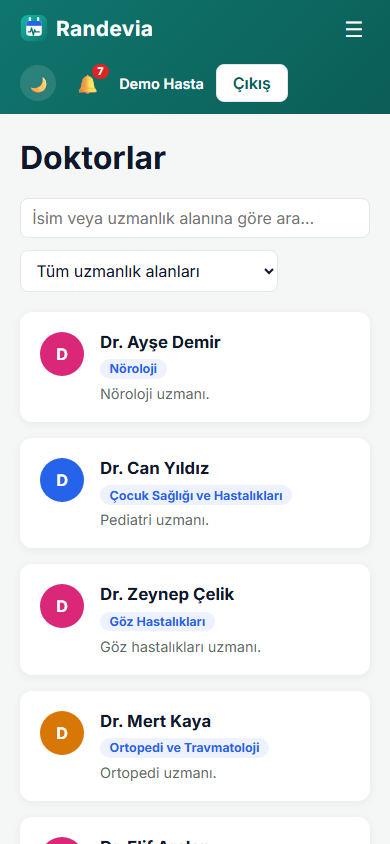 Randevia
7
Demo Hasta
Çıkış
Doktorlar
İsim veya uzmanlık alanına göre ara...
Tüm uzmanlık alanları
D
Dr. Ayşe Demir
Nöroloji
Nöroloji uzmanı.
D
Dr. Can Yıldız
Çocuk Sağlığı ve Hastalıkları
Pediatri uzmanı.
D
Dr. Zeynep Çelik
Göz Hastalıkları
Göz hastalıkları uzmanı.
D
Dr. Mert Kaya
Ortopedi ve Travmatoloji
Ortopedi uzmanı.